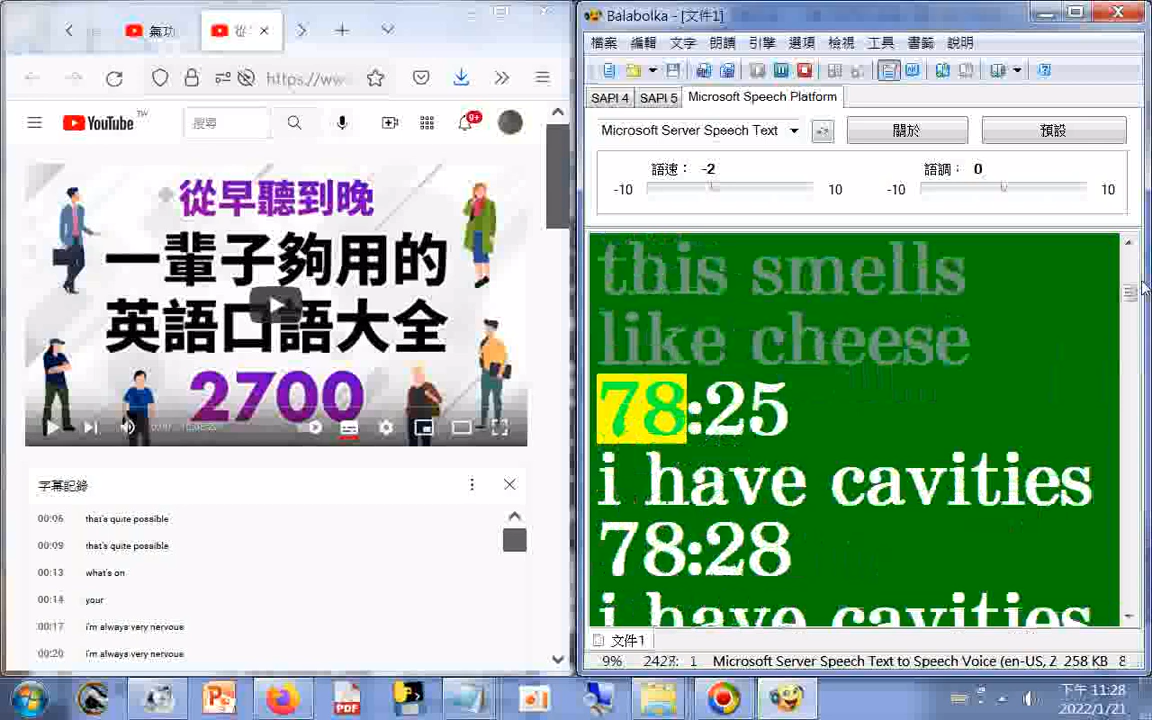 氣功
從
https://www
YouTube TW
搜尋
9+
從早聽到晚
一輩子夠用的
英語口語大全
2700
字幕記錄
00:06 that's quite possible
00:09 that's quite possible
00:13 what's on
00:14 your
00:17 i'm always very nervous
00:20 i'm always very nervous
Balabolka - [文件1]
檔案 編輯 文字 朗讀 引擎 選項 檢視 工具 書籤 說明
SAPI 4 SAPI 5 Microsoft Speech Platform
Microsoft Server Speech Text 關於 預設
語速： -2 語調： 0
-10 10 -10 10
this smells
like cheese
78:25
i have cavities
78:28
i have cavities
文件1
9% 2427: 1 Microsoft Server Speech Text to Speech Voice (en-US, Z 258 KB 8
PDF
下午 11:28
2022/1/21